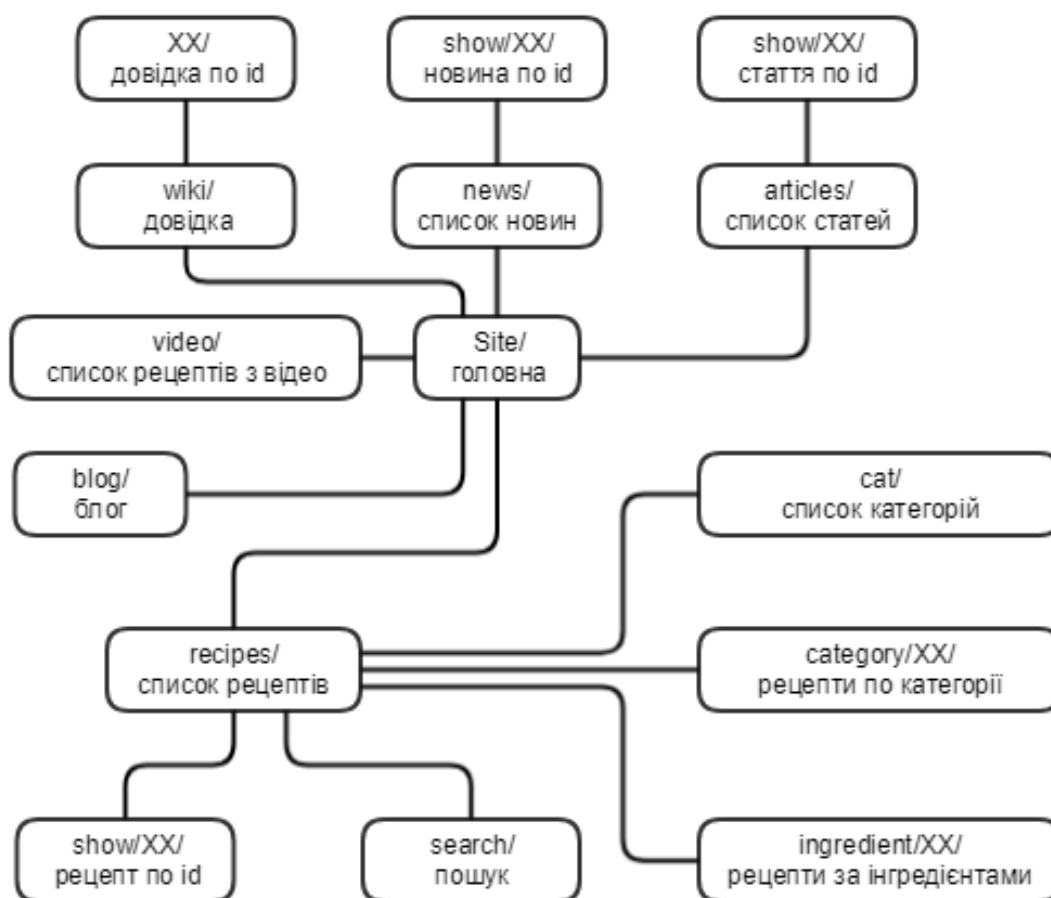 XX/
довідка по id
show/XX/
новина по id
show/XX/
стаття по id
wiki/
довідка
news/
список новин
articles/
список статей
video/
список рецептів з відео
Site/
головна
blog/
блог
cat/
список категорій
recipes/
список рецептів
category/XX/
рецепти по категорії
show/XX/
рецепт по id
search/
пошук
ingredient/XX/
рецепти за інгредієнтами